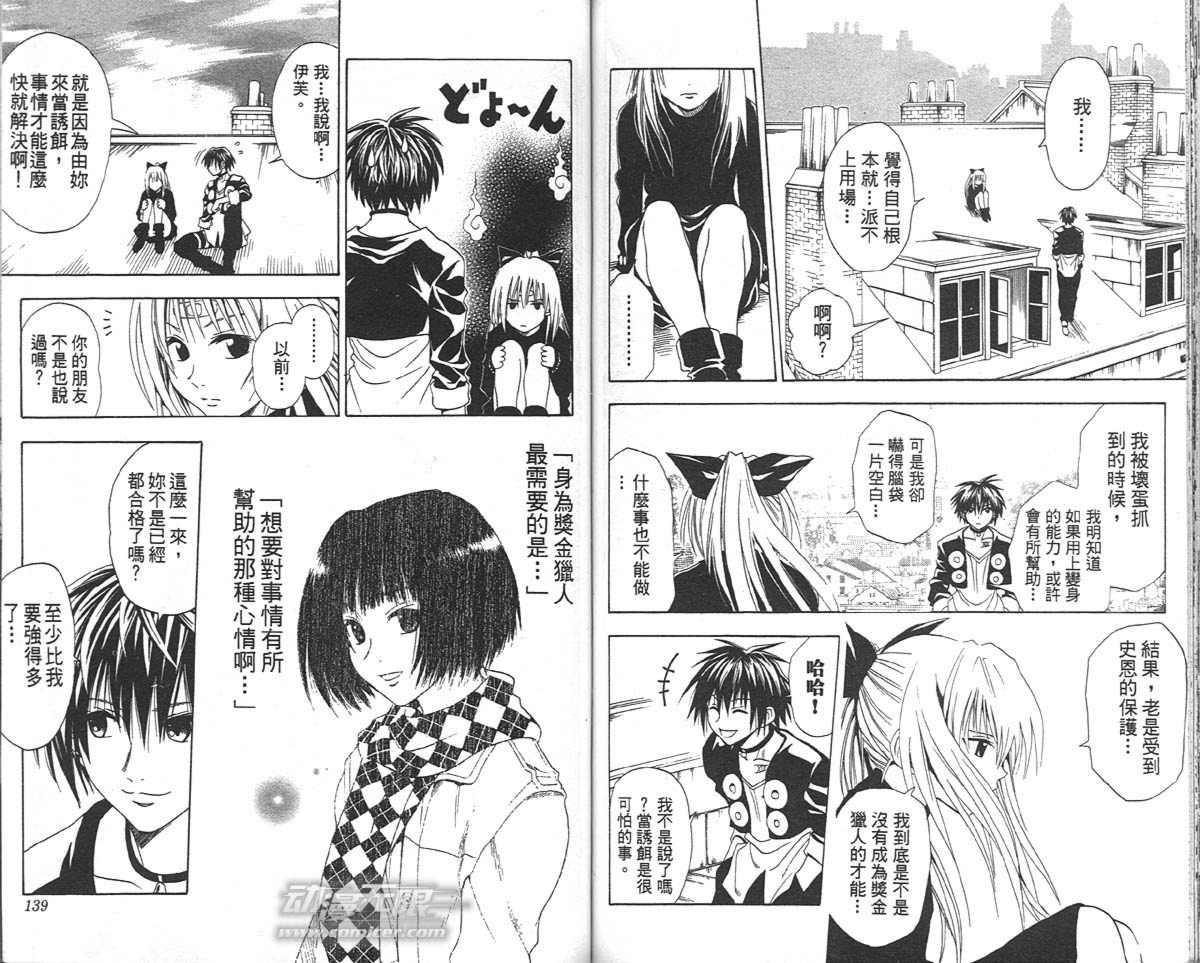 我……
啊啊？
覺得自己根
本就…派不
上用場…
………
我被壞蛋抓
到的時候，
我明知道
如果用上變身
的能力，或許
會有所幫助…
可是我卻
嚇得腦袋
一片空白…
什麼事也不能做
…
結果，老是受到
史恩的保護…
我到底是不是
沒有成為獎金
獵人的才能…
哈哈！
我不是說了嗎
？當誘餌是很
可怕的事。
どよ〜ん
我…我說啊…
伊芙。
就是因為由妳
來當誘餌，
事情才能這麼
快就解決啊！
………
以前…
你的朋友
不是也說
過嗎？
「身為獎金獵人
最需要的是…」
「想要對事情有所
幫助的那種心情啊…」
這麼一來，
妳不是已經
都合格了嗎？
至少比我
要強得多
了…
139
动漫无限
www.comicer.com